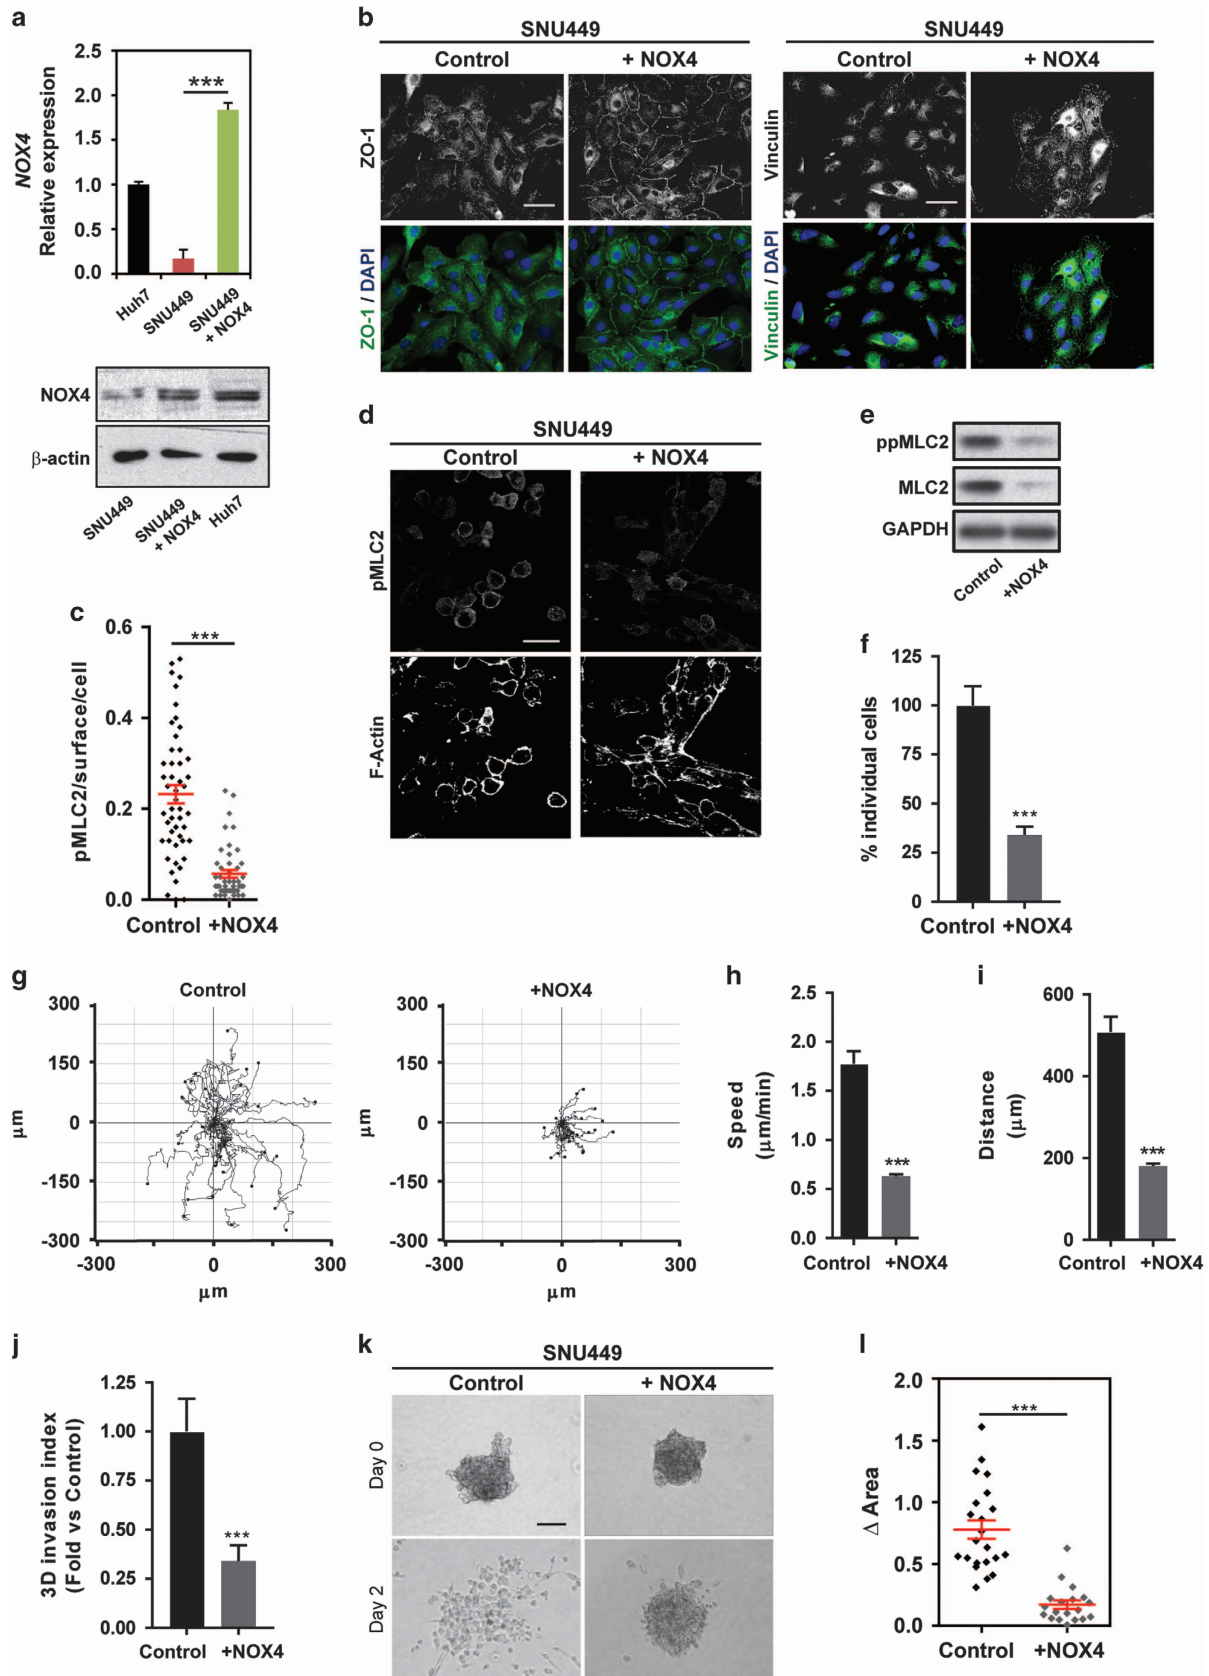 a
NOX4
Relative expression
2.5
2.0
1.5
1.0
0.5
0.0
***
Huh7
SNU449
SNU449
+ NOX4
NOX4
β-actin
SNU449
SNU449
+ NOX4
Huh7
b
SNU449
Control
+ NOX4
ZO-1
ZO-1 / DAPI
SNU449
Control
+ NOX4
Vinculin
Vinculin / DAPI
c
pMLC2/surface/cell
0.6
0.4
0.2
0.0
***
Control +NOX4
d
SNU449
Control
+ NOX4
pMLC2
F-Actin
e
ppMLC2
MLC2
GAPDH
Control
+NOX4
f
% individual cells
125
100
75
50
25
0
***
Control +NOX4
g
Control
μm
300
150
0
-150
-300
-300
0
300
μm
+NOX4
μm
300
150
0
-150
-300
-300
0
300
μm
h
Speed
(μm/min)
2.5
2.0
1.5
1.0
0.5
0.0
***
Control +NOX4
i
Distance
(μm)
600
400
200
0
***
Control +NOX4
j
3D invasion index
(Fold vs Control)
1.25
1.00
0.75
0.50
0.25
0.00
***
Control +NOX4
k
SNU449
Control
+ NOX4
Day 0
Day 2
l
Δ Area
2.0
1.5
1.0
0.5
0.0
***
Control +NOX4